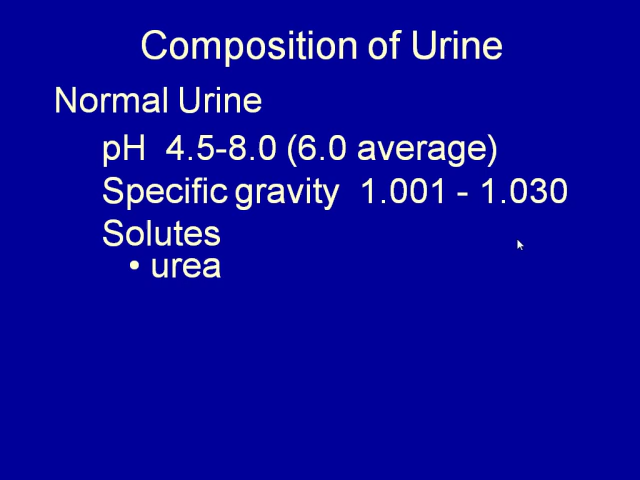 Composition of Urine
Normal Urine
pH 4.5-8.0 (6.0 average)
Specific gravity 1.001 - 1.030
Solutes
• urea